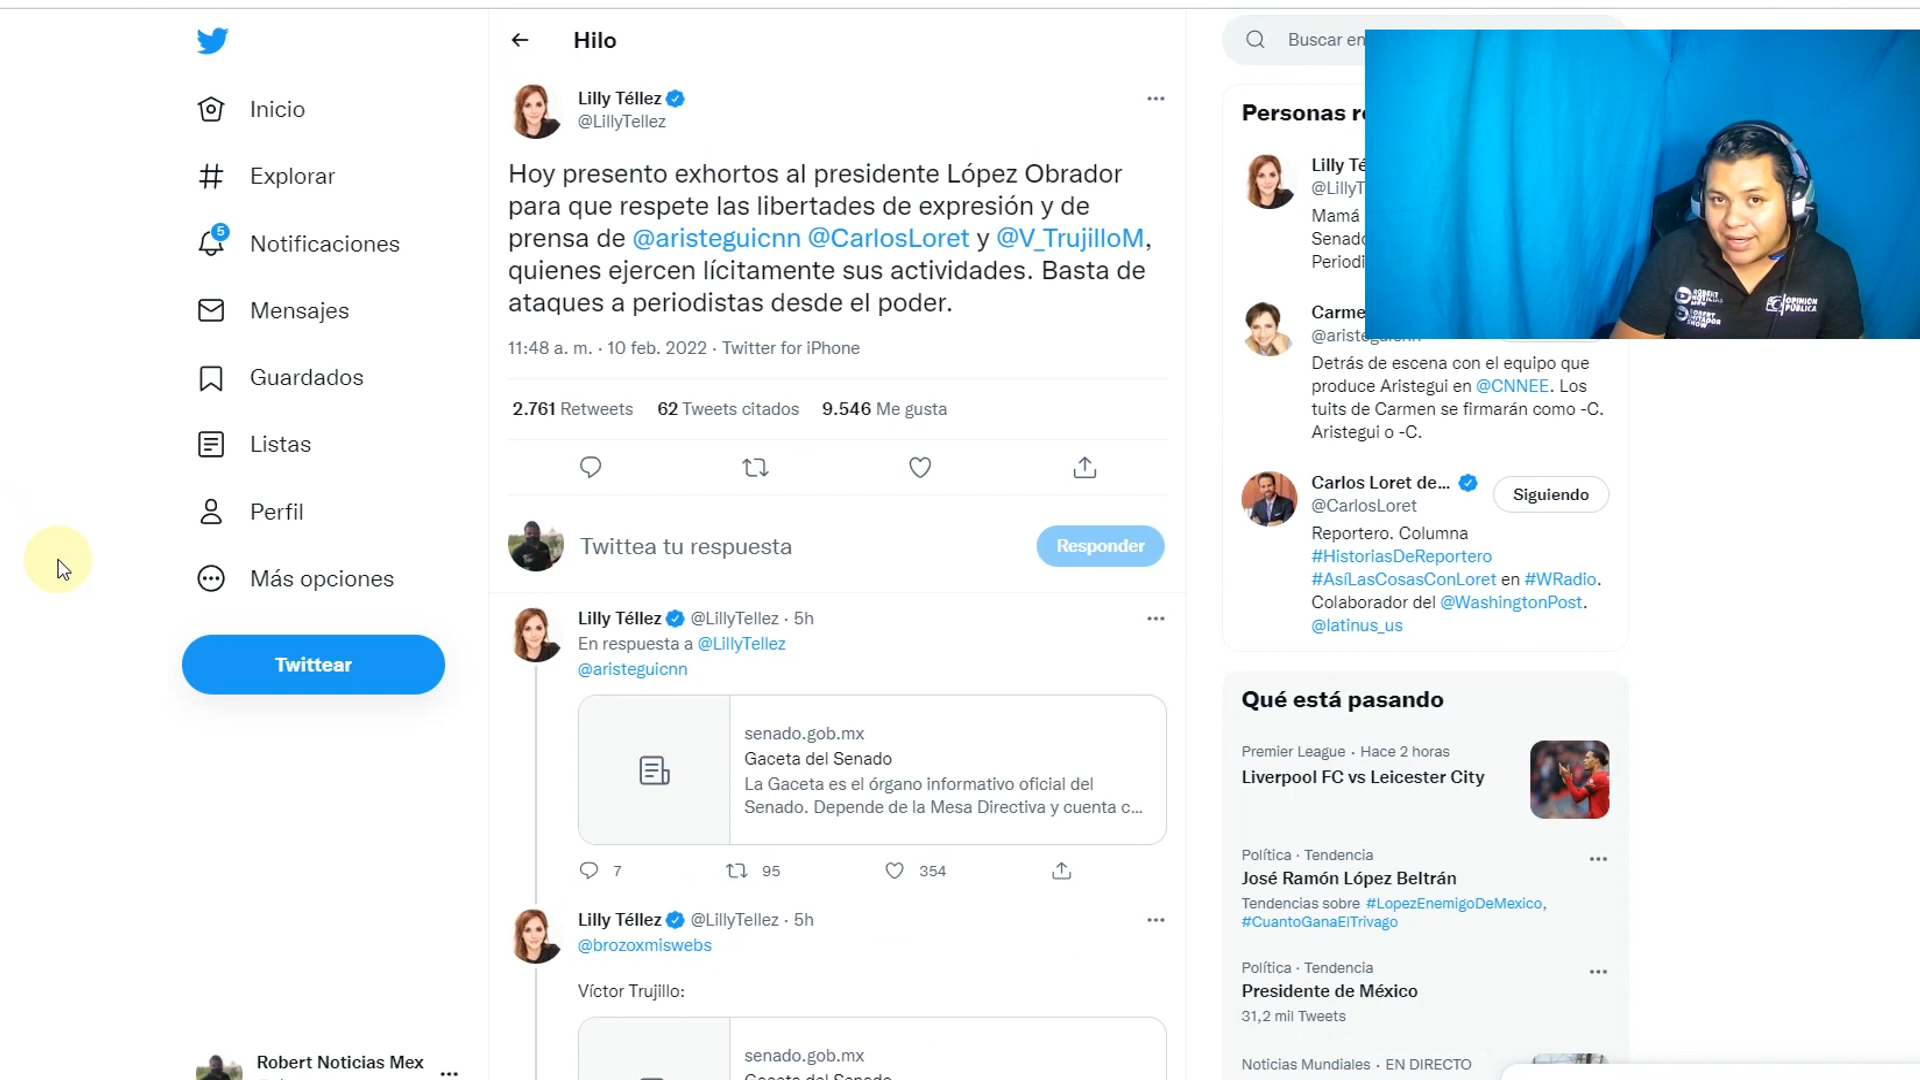 Inicio
Explorar
5
Notificaciones
Mensajes
Guardados
Listas
Perfil
Más opciones
Twittear
Robert Noticias Mex
Hilo
Lilly Téllez
@LillyTellez
Hoy presento exhortos al presidente López Obrador
para que respete las libertades de expresión y de
prensa de @aristeguicnn @CarlosLoret y @V_TrujilloM,
quienes ejercen lícitamente sus actividades. Basta de
ataques a periodistas desde el poder.
11:48 a. m. · 10 feb. 2022 · Twitter for iPhone
2.761 Retweets 62 Tweets citados 9.546 Me gusta
Twittea tu respuesta
Responder
Lilly Téllez @LillyTellez · 5h
En respuesta a @LillyTellez
@aristeguicnn
senado.gob.mx
Gaceta del Senado
La Gaceta es el órgano informativo oficial del
Senado. Depende de la Mesa Directiva y cuenta c...
7 95 354
Lilly Téllez @LillyTellez · 5h
@brozoxmiswebs
Víctor Trujillo:
senado.gob.mx
Gaceta del Senado
Buscar en
Personas r
Lilly Té
@LillyT
Mamá
Senado
Periodi
Carme
@aristeguicnn
Detrás de escena con el equipo que
produce Aristegui en @CNNEE. Los
tuits de Carmen se firmarán como -C.
Aristegui o -C.
Carlos Loret de...
@CarlosLoret
Siguiendo
Reportero. Columna
#HistoriasDeReportero
#AsíLasCosasConLoret en #WRadio.
Colaborador del @WashingtonPost.
@latinus_us
Qué está pasando
Premier League · Hace 2 horas
Liverpool FC vs Leicester City
Política · Tendencia
José Ramón López Beltrán
Tendencias sobre #LopezEnemigoDeMexico,
#CuantoGanaElTrivago
Política · Tendencia
Presidente de México
31,2 mil Tweets
Noticias Mundiales · EN DIRECTO
ROBERT
NOTICIAS
MEX
ROBERT
SHOW
OPINION
PÚBLICA